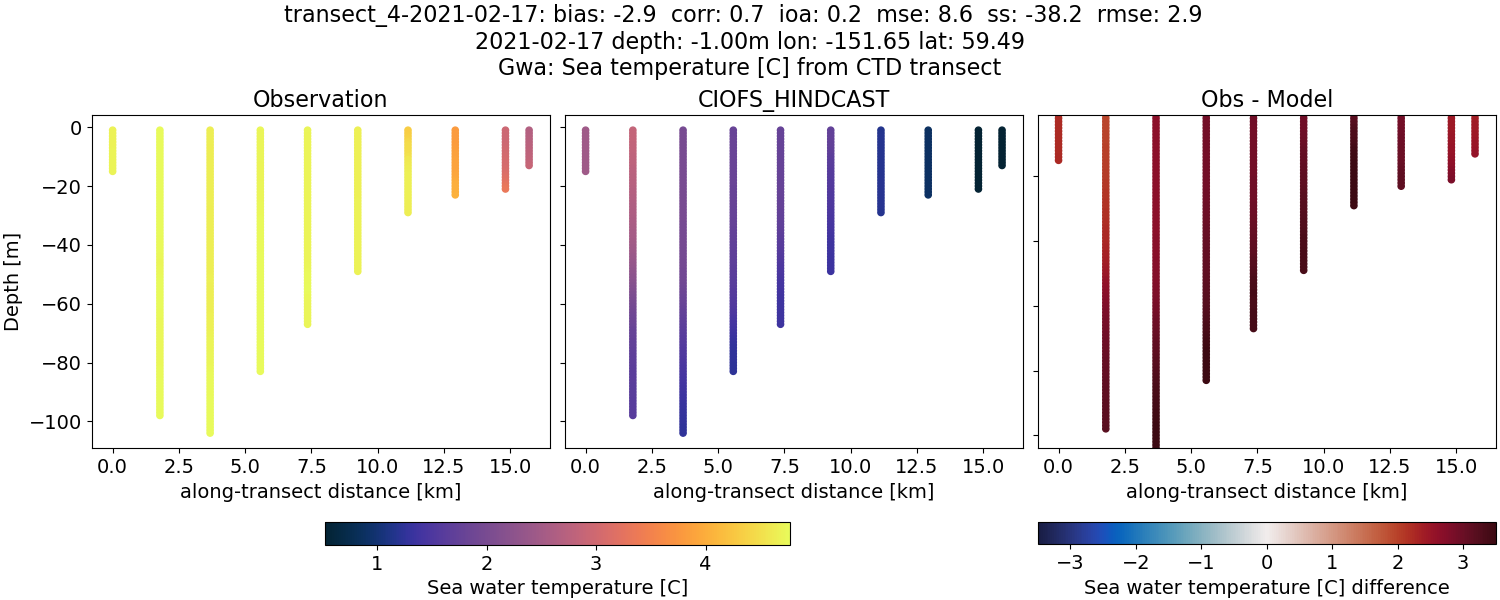 transect_4-2021-02-17: bias: -2.9  corr: 0.7  ioa: 0.2  mse: 8.6  ss: -38.2  rmse: 2.9
2021-02-17 depth: -1.00m lon: -151.65 lat: 59.49
Gwa: Sea temperature [C] from CTD transect
Observation
CIOFS_HINDCAST
Obs - Model
Depth [m]
0
−20
−40
−60
−80
−100
0.0 2.5 5.0 7.5 10.0 12.5 15.0
0.0 2.5 5.0 7.5 10.0 12.5 15.0
0.0 2.5 5.0 7.5 10.0 12.5 15.0
along-transect distance [km]
along-transect distance [km]
along-transect distance [km]
1 2 3 4
Sea water temperature [C]
−3 −2 −1 0 1 2 3
Sea water temperature [C] difference